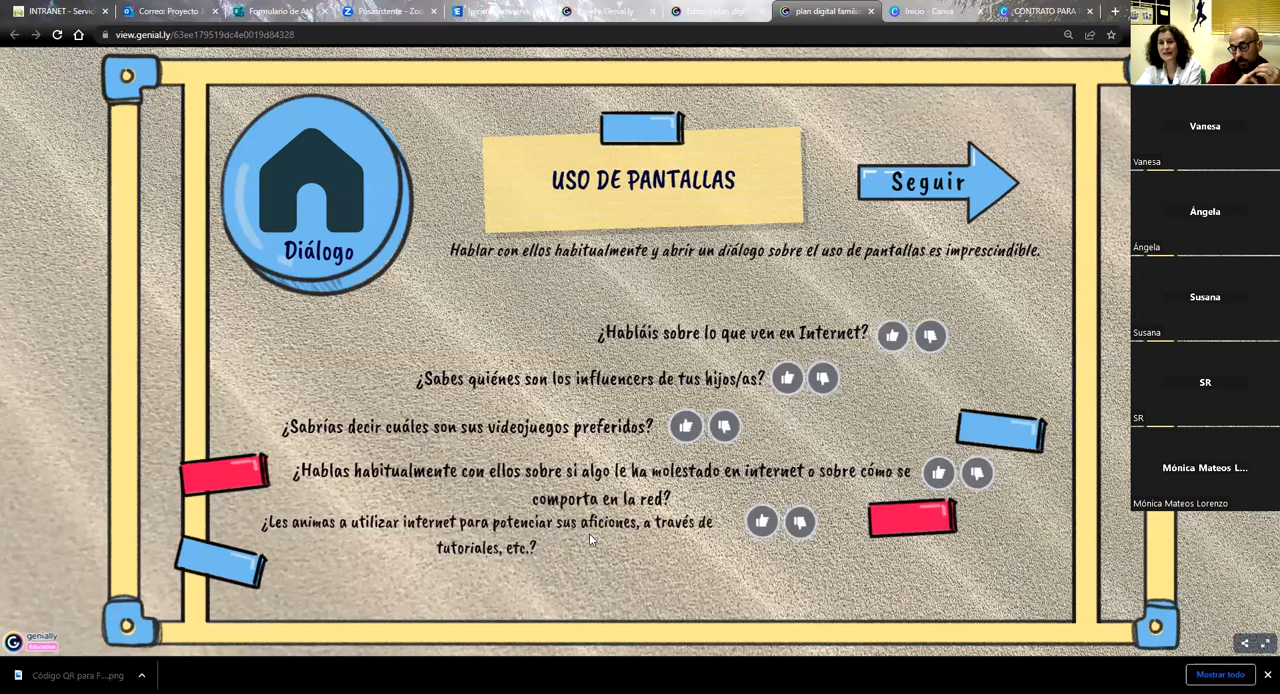 INTRANET - Servic
Correo: Proyecto
Formulario de At
Posasistente - Zoo
plan digital familia
Inicio - Canva
CONTRATO PARA
view.genial.ly/63ee179519dc4e0019d84328
USO DE PANTALLAS
Seguir
Diálogo
Hablar con ellos habitualmente y abrir un diálogo sobre el uso de pantallas es imprescindible.
¿Habláis sobre lo que ven en Internet?
¿Sabes quiénes son los influencers de tus hijos/as?
¿Sabrías decir cuáles son sus videojuegos preferidos?
¿Hablas habitualmente con ellos sobre si algo le ha molestado en internet o sobre cómo se
comporta en la red?
¿Les animas a utilizar internet para potenciar sus aficiones, a través de
tutoriales, etc.?
genially
Education
Vanesa
Vanesa
Ángela
Ángela
Susana
Susana
SR
SR
Mónica Mateos L...
Mónica Mateos Lorenzo
Código QR para F....png
Mostrar todo